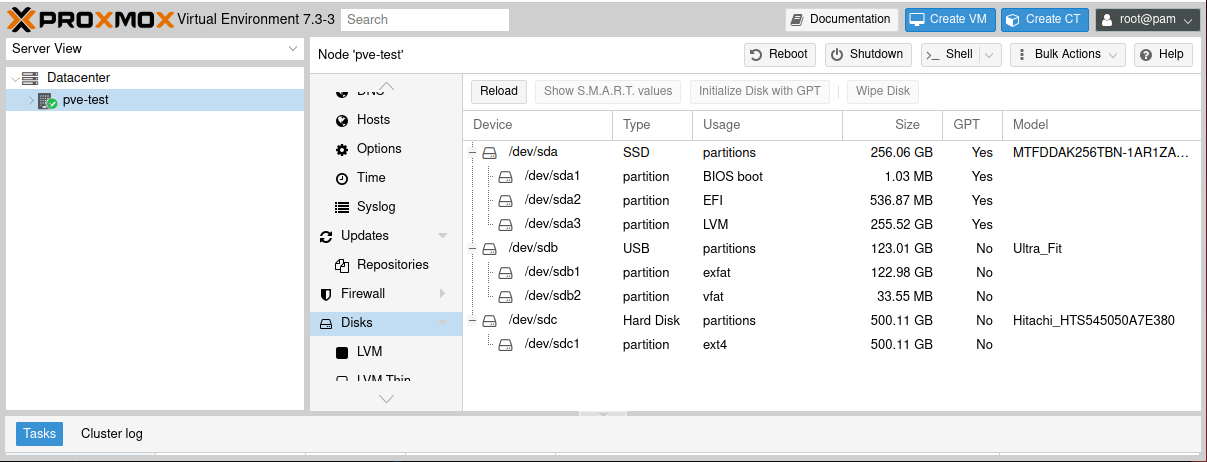 PROXMOX Virtual Environment 7.3-3 Search Documentation Create VM Create CT root@pam
Server View
Datacenter
pve-test
Node 'pve-test' Reboot Shutdown >_ Shell Bulk Actions Help
DNS
Hosts
Options
Time
Syslog
Updates
Repositories
Firewall
Disks
LVM
LVM Thin
Reload Show S.M.A.R.T. values Initialize Disk with GPT Wipe Disk
Device Type Usage Size GPT Model
/dev/sda SSD partitions 256.06 GB Yes MTFDDAK256TBN-1AR1ZA...
/dev/sda1 partition BIOS boot 1.03 MB Yes
/dev/sda2 partition EFI 536.87 MB Yes
/dev/sda3 partition LVM 255.52 GB Yes
/dev/sdb USB partitions 123.01 GB No Ultra_Fit
/dev/sdb1 partition exfat 122.98 GB No
/dev/sdb2 partition vfat 33.55 MB No
/dev/sdc Hard Disk partitions 500.11 GB No Hitachi_HTS545050A7E380
/dev/sdc1 partition ext4 500.11 GB No
Tasks Cluster log